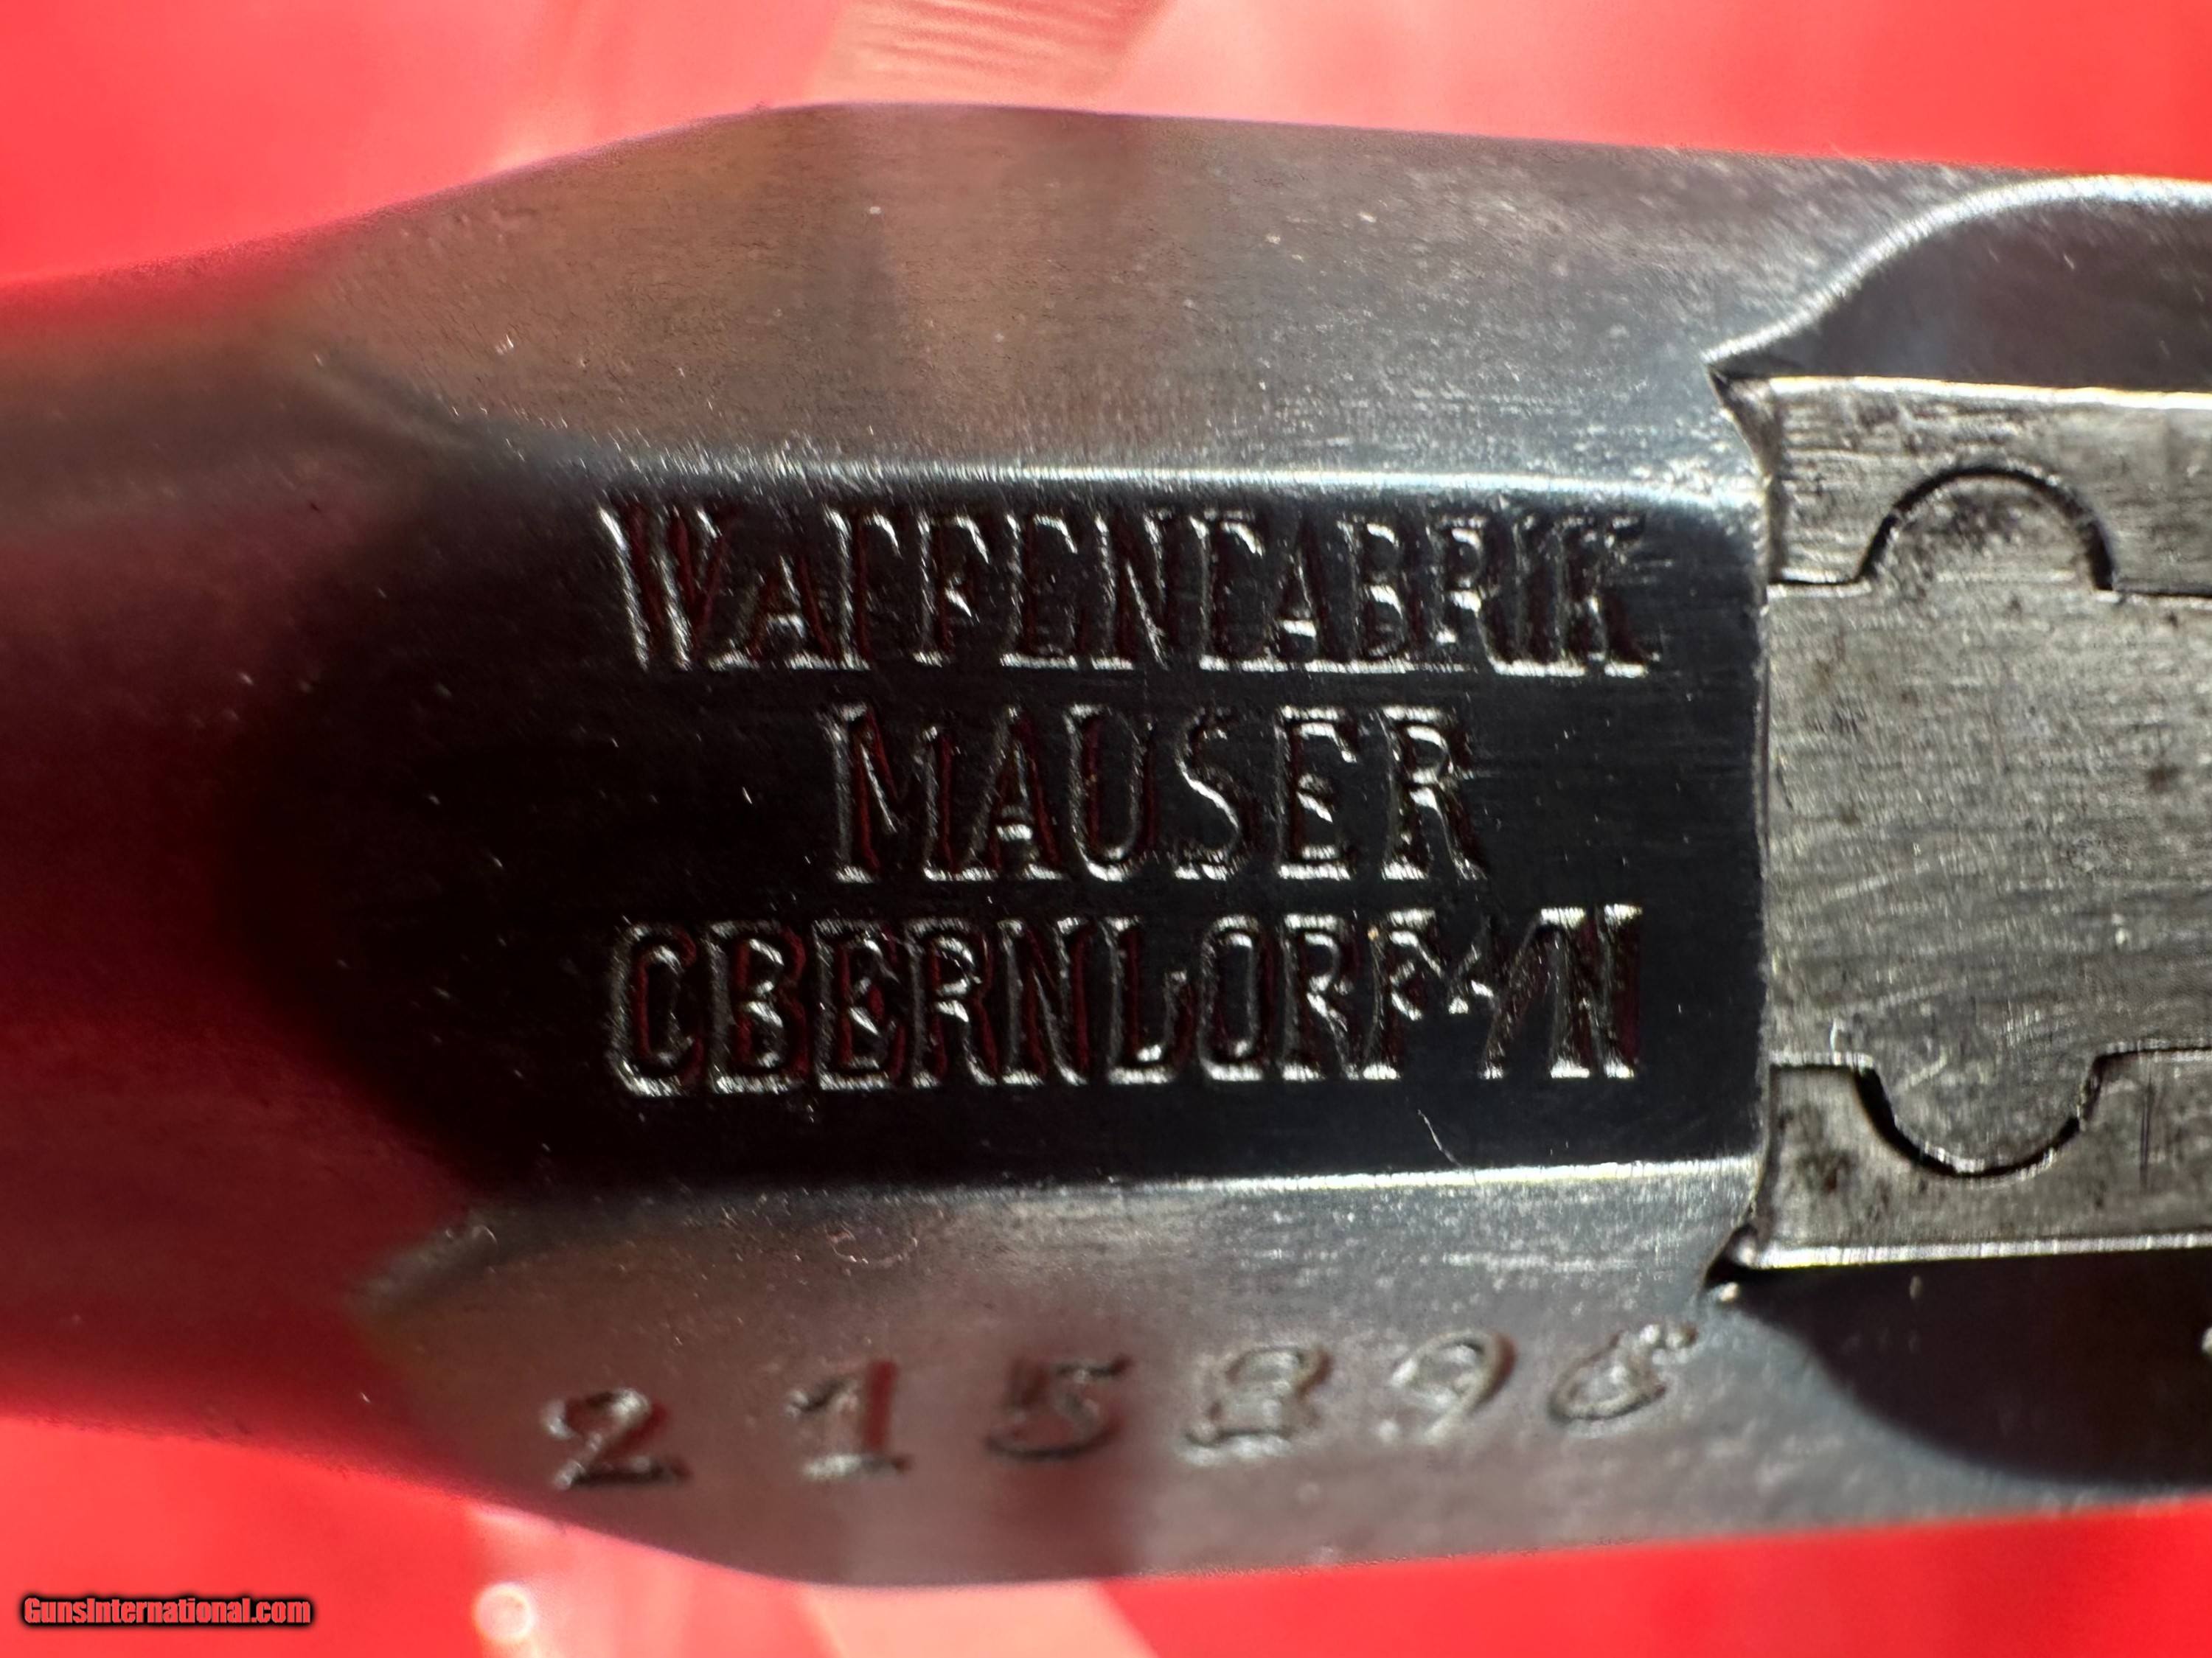 WAFFENFABRIK
MAUSER
OBERNDORF A/N
215896
GunsInternational.com